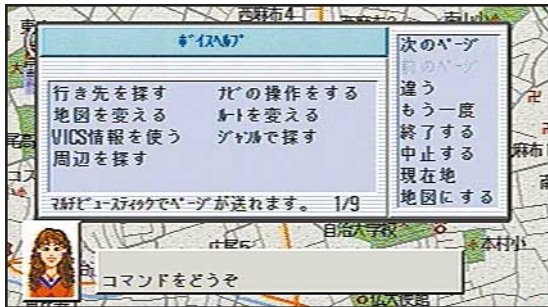 西麻布4
ﾎﾞｲｽﾍﾙﾌﾟ
行き先を探す ﾅﾋﾞの操作をする
地図を変える ﾙｰﾄを変える
VICS情報を使う ｼﾞｬﾝﾙで探す
周辺を探す
ﾏﾙﾁﾋﾞｭｰｽﾃｨｯｸでﾍﾟｰｼﾞが送れます。 1/9
次のﾍﾟｰｼﾞ
前のﾍﾟｰｼﾞ
違う
もう一度
終了する
中止する
現在地
地図にする
麻布
自治大学校
本村小
コマンドをどうぞ